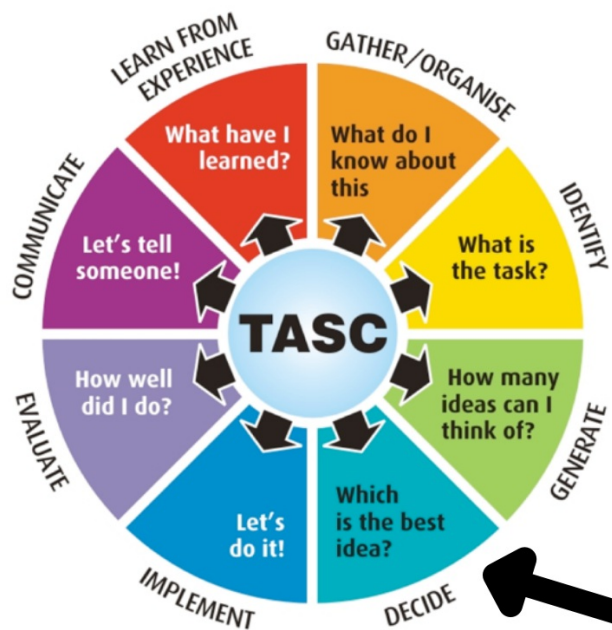 LEARN FROM
EXPERIENCE
What have I
learned?
GATHER/ORGANISE
What do I
know about
this
IDENTIFY
What is
the task?
GENERATE
How many
ideas can I
think of?
DECIDE
Which
is the best
idea?
IMPLEMENT
Let's
do it!
EVALUATE
How well
did I do?
COMMUNICATE
Let's tell
someone!
TASC